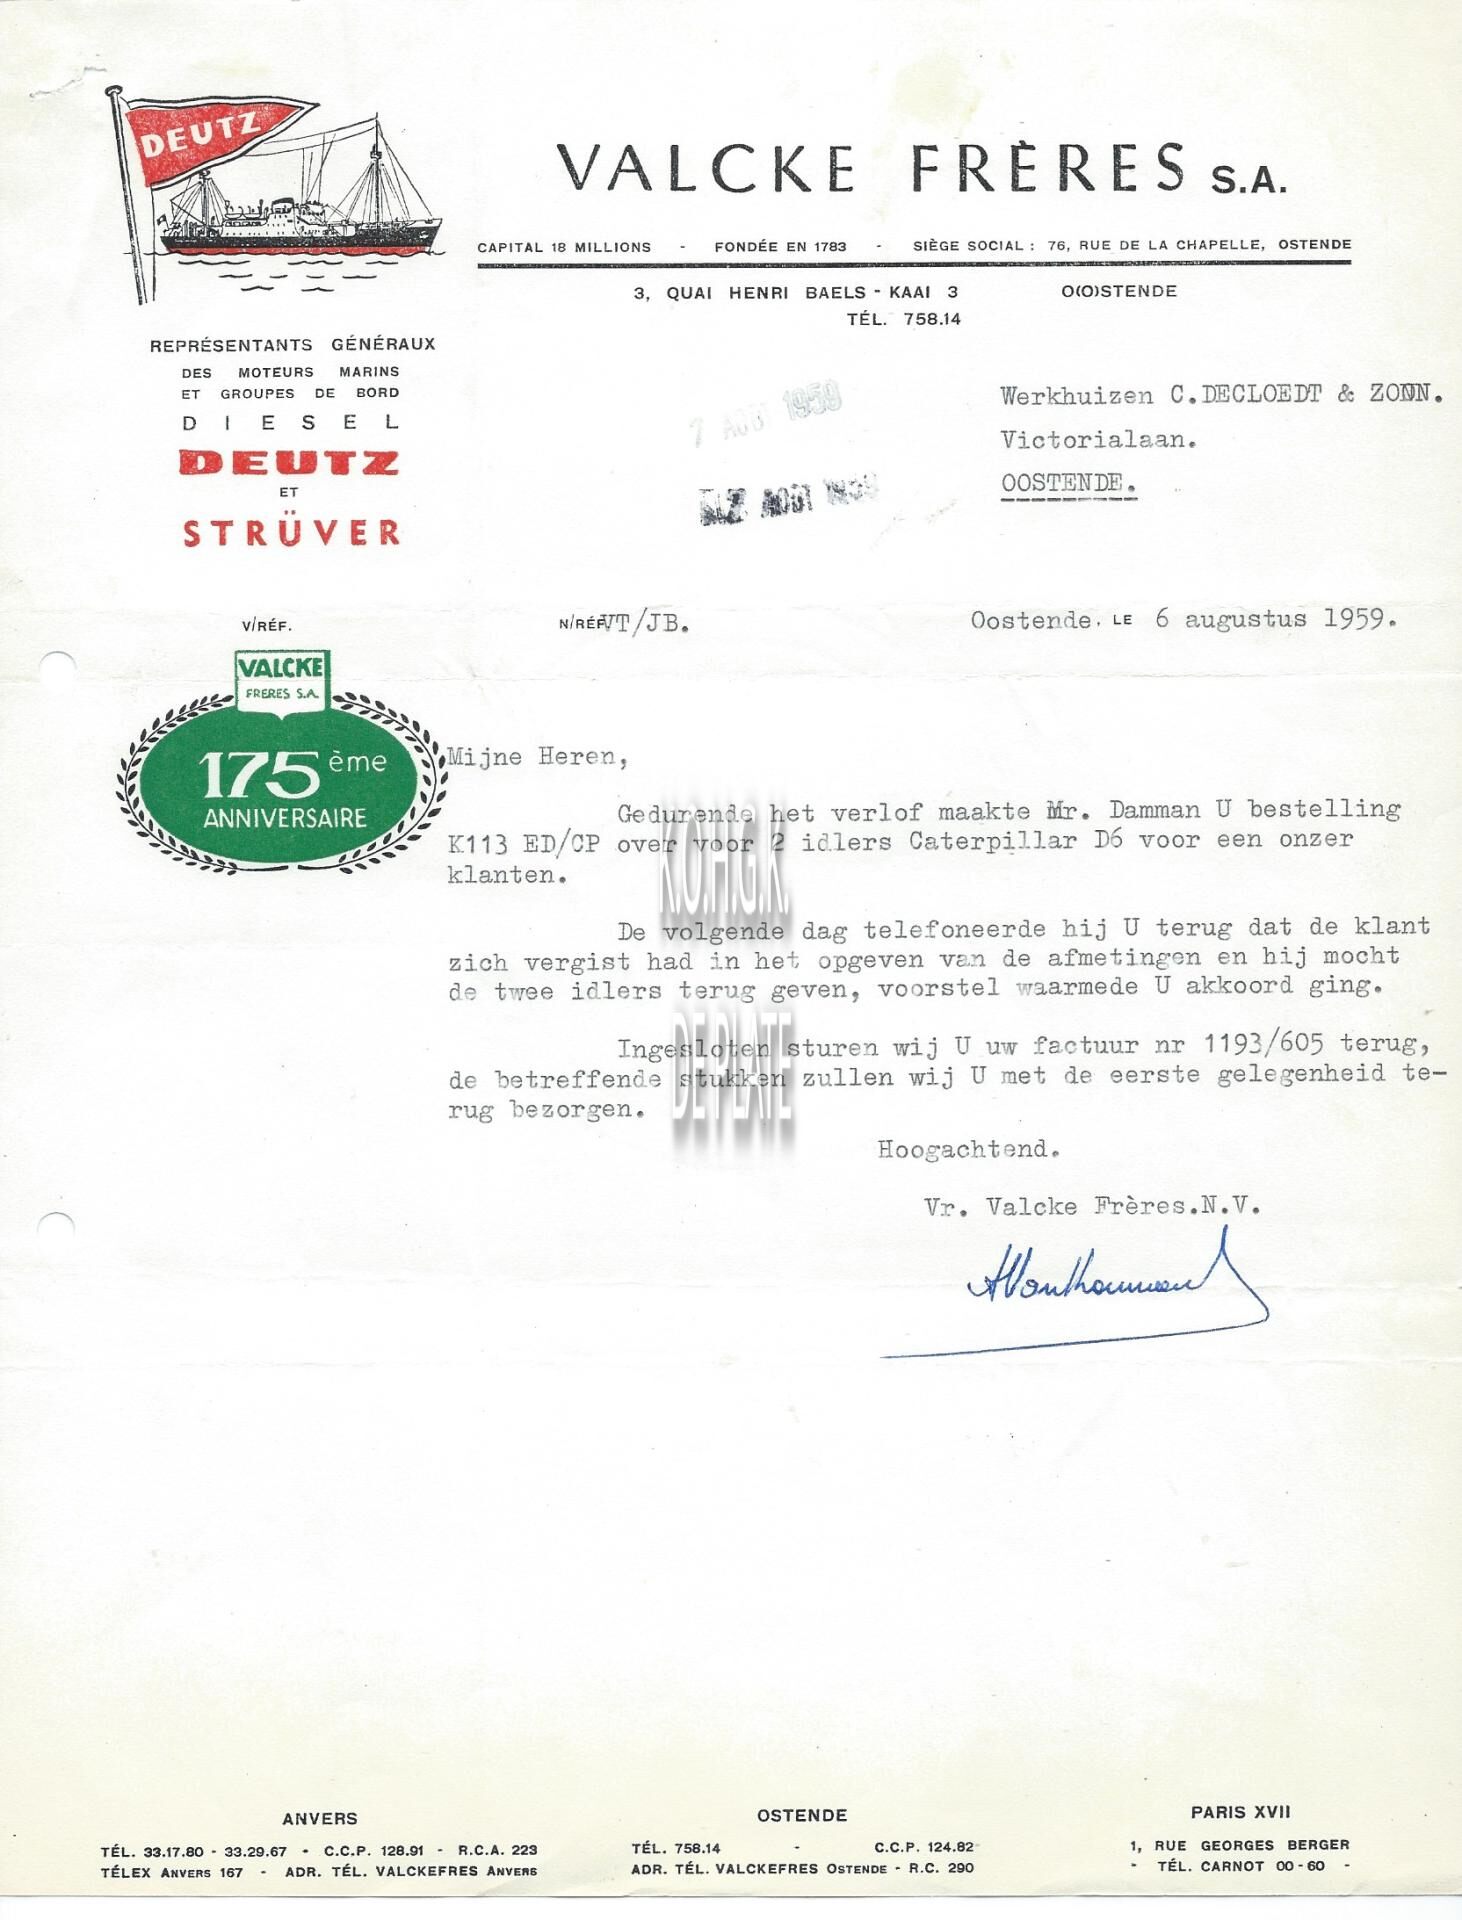 DEUTZ
VALCKE FRÈRES S.A.
CAPITAL 18 MILLIONS - FONDÉE EN 1783 - SIÈGE SOCIAL : 76, RUE DE LA CHAPELLE, OSTENDE
3, QUAI HENRI BAELS - KAAI 3 O(O)STENDE
TÉL. 758.14
REPRÉSENTANTS GÉNÉRAUX
DES MOTEURS MARINS
ET GROUPES DE BORD
DIESEL
DEUTZ
ET
STRÜVER
7 AOUT 1959
AOUT 1959
Werkhuizen C.DECLOEDT & ZOON.
Victorialaan.
OOSTENDE.
V/RÉF. N/RÉF. VT/JB. Oostende. LE 6 augustus 1959.
VALCKE
FRERES S.A.
175ème
ANNIVERSAIRE
Mijne Heren,
Gedurende het verlof maakte Mr. Damman U bestelling
K113 ED/CP over voor 2 idlers Caterpillar D6 voor een onzer
klanten.
De volgende dag telefoneerde hij U terug dat de klant
zich vergist had in het opgeven van de afmetingen en hij mocht
de twee idlers terug geven, voorstel waarmede U akkoord ging.
Ingesloten sturen wij U uw factuur nr 1193/605 terug,
de betreffende stukken zullen wij U met de eerste gelegenheid te-
rug bezorgen.
K.O.H.G.K.
DE PLATE
Hoogachtend.
Vr. Valcke Frères.N.V.
ANVERS
TÉL. 33.17.80 - 33.29.67 - C.C.P. 128.91 - R.C.A. 223
TÉLEX ANVERS 167 - ADR. TÉL. VALCKEFRES ANVERS
OSTENDE
TÉL. 758.14 - C.C.P. 124.82
ADR. TÉL. VALCKEFRES OSTENDE - R.C. 290
PARIS XVII
1, RUE GEORGES BERGER
- TÉL. CARNOT 00-60 -